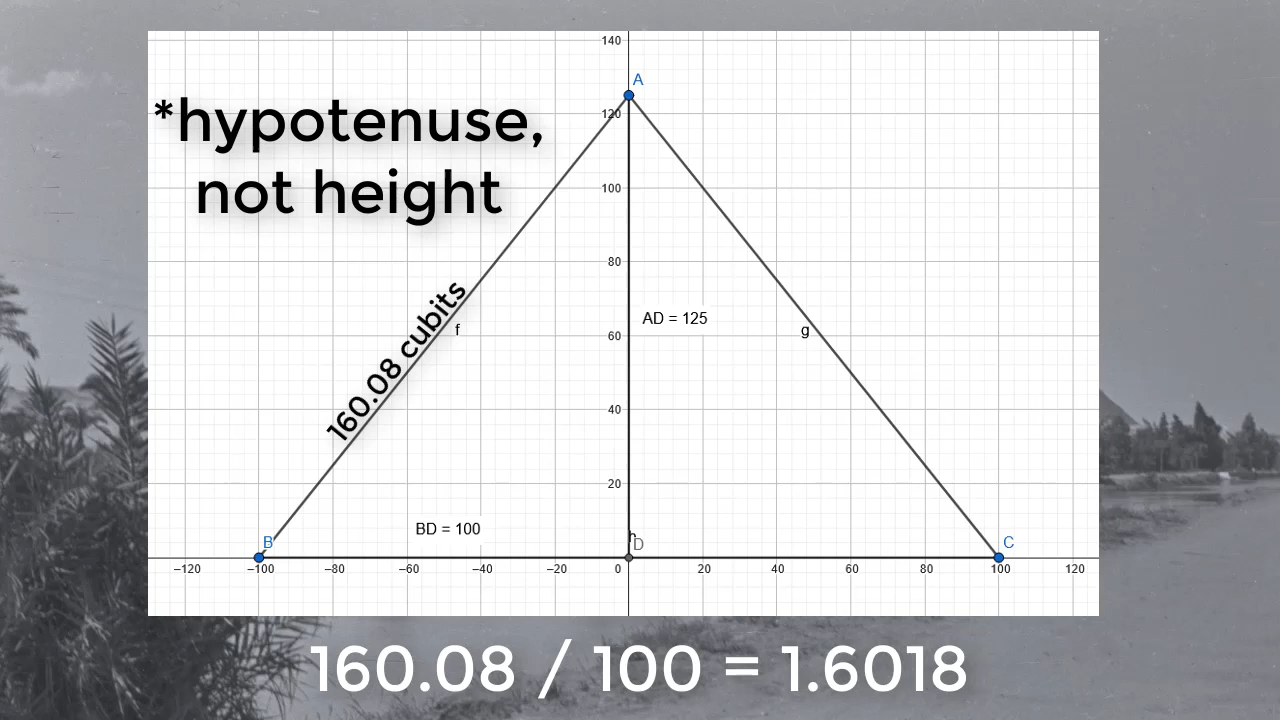 *hypotenuse,
not height
140
A
120
100
80
160.08 cubits
AD = 125
60
f
g
40
20
BD = 100
h
B
D
C
−120
−100
−80
−60
−40
−20
0
20
40
60
80
100
120
160.08 / 100 = 1.6018